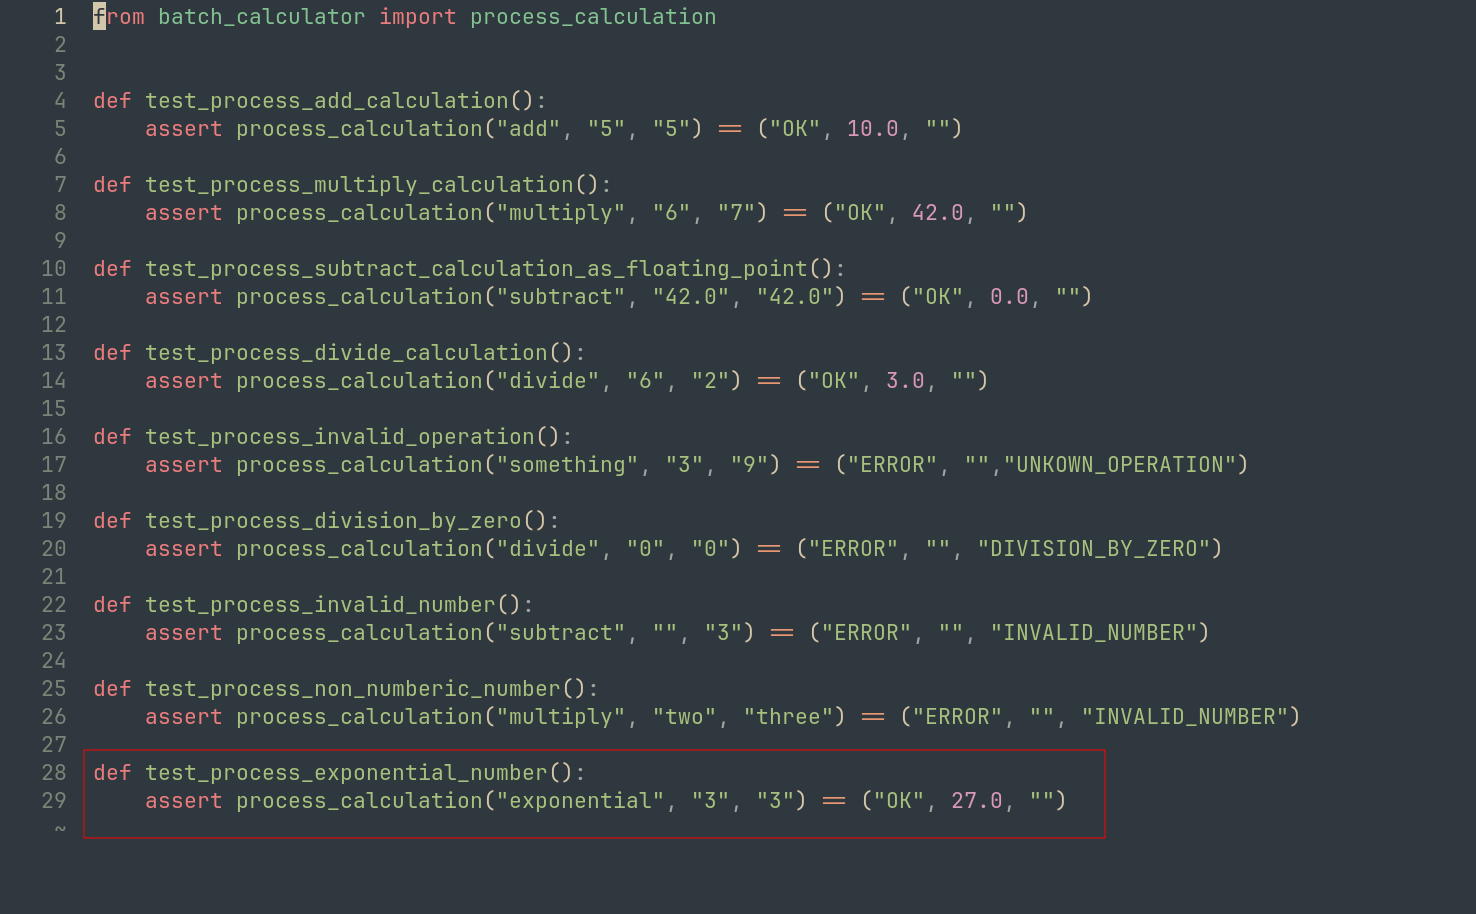 1 from batch_calculator import process_calculation
2
3
4 def test_process_add_calculation():
5     assert process_calculation("add", "5", "5") == ("OK", 10.0, "")
6
7 def test_process_multiply_calculation():
8     assert process_calculation("multiply", "6", "7") == ("OK", 42.0, "")
9
10 def test_process_subtract_calculation_as_floating_point():
11     assert process_calculation("subtract", "42.0", "42.0") == ("OK", 0.0, "")
12
13 def test_process_divide_calculation():
14     assert process_calculation("divide", "6", "2") == ("OK", 3.0, "")
15
16 def test_process_invalid_operation():
17     assert process_calculation("something", "3", "9") == ("ERROR", "","UNKOWN_OPERATION")
18
19 def test_process_division_by_zero():
20     assert process_calculation("divide", "0", "0") == ("ERROR", "", "DIVISION_BY_ZERO")
21
22 def test_process_invalid_number():
23     assert process_calculation("subtract", "", "3") == ("ERROR", "", "INVALID_NUMBER")
24
25 def test_process_non_numberic_number():
26     assert process_calculation("multiply", "two", "three") == ("ERROR", "", "INVALID_NUMBER")
27
28 def test_process_exponential_number():
29     assert process_calculation("exponential", "3", "3") == ("OK", 27.0, "")
~